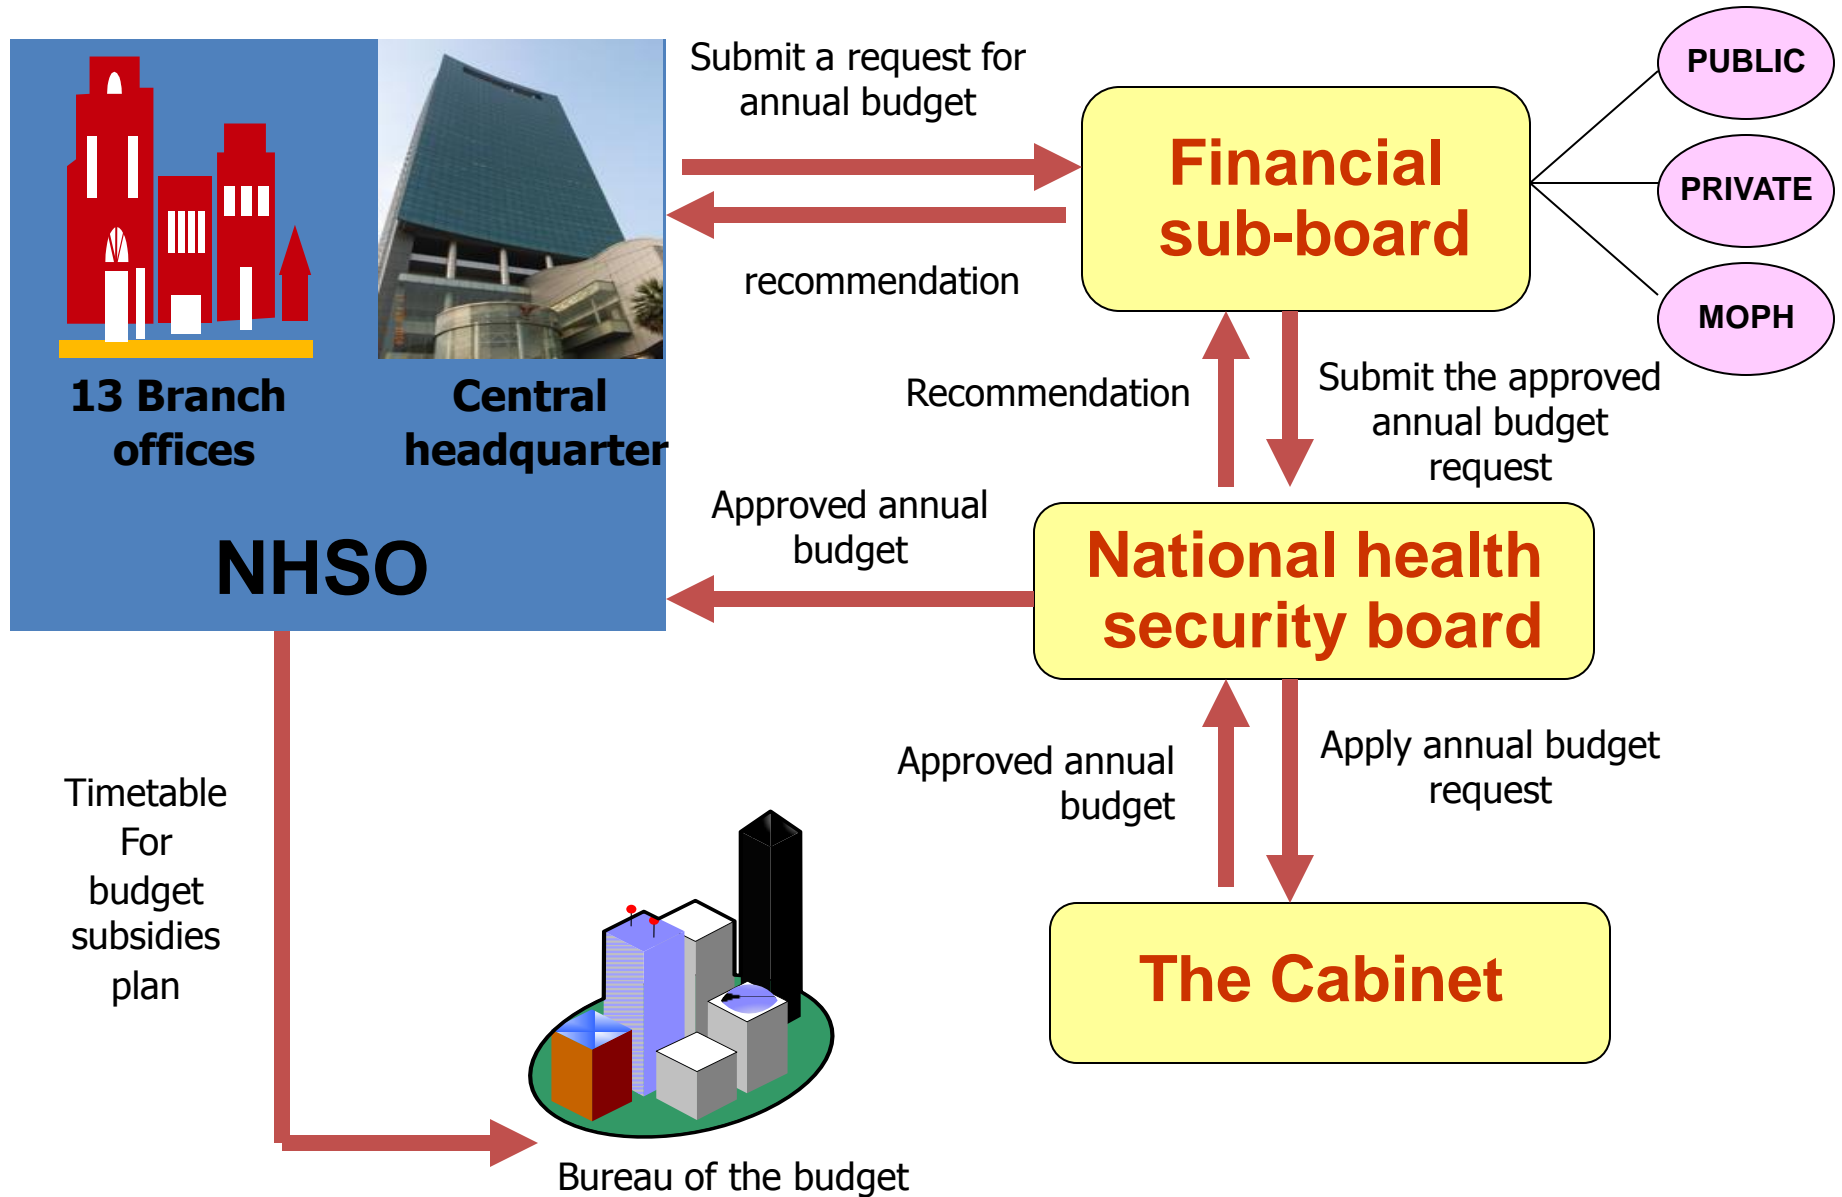 Submit a request for
annual budget
PUBLIC
Financial
sub-board
PRIVATE
recommendation
MOPH
13 Branch
offices
Central
headquarter
Recommendation
Submit the approved
annual budget
request
NHSO
Approved annual
budget
National health
security board
Timetable
For
budget
subsidies
plan
Approved annual
budget
Apply annual budget
request
The Cabinet
Bureau of the budget